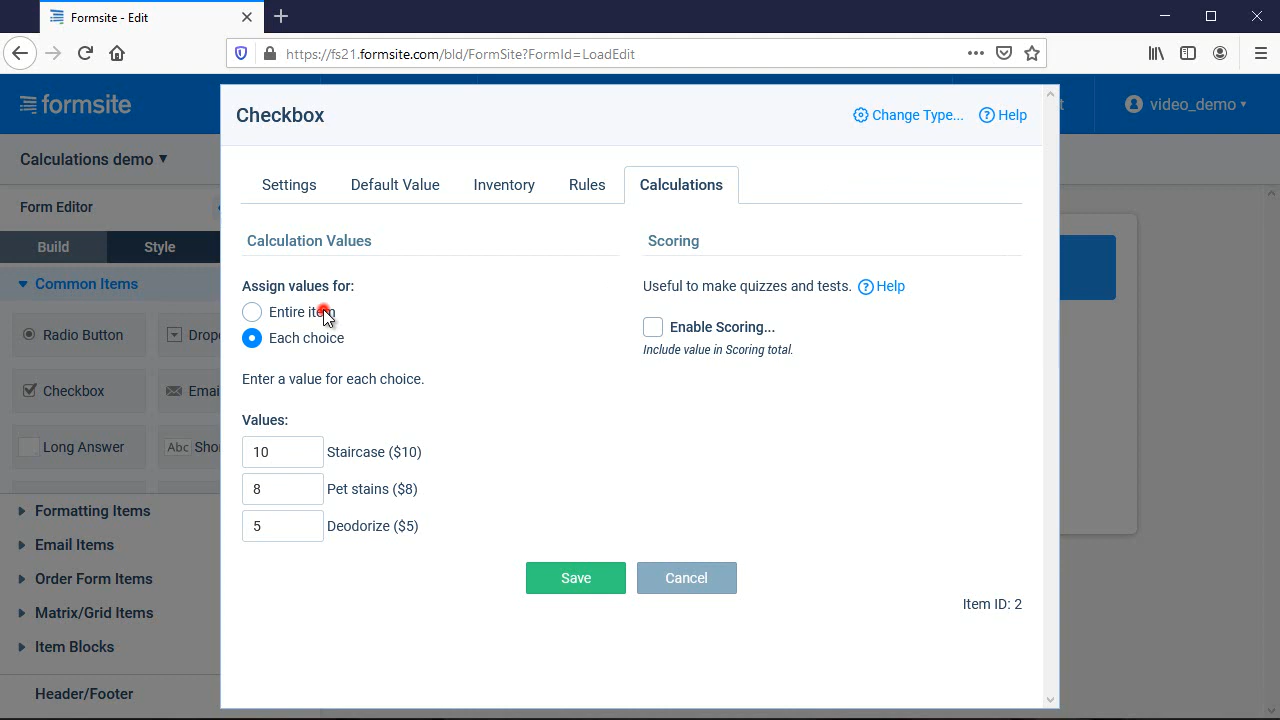 Formsite - Edit
https://fs21.formsite.com/bld/FormSite?FormId=LoadEdit
formsite
video_demo
Calculations demo
Form Editor
Build Style
Common Items
Radio Button
Checkbox
Long Answer Abc
Formatting Items
Email Items
Order Form Items
Matrix/Grid Items
Item Blocks
Header/Footer
Checkbox
Change Type... Help
Settings Default Value Inventory Rules Calculations
Calculation Values
Assign values for:
Entire item
Each choice
Enter a value for each choice.
Values:
10 Staircase ($10)
8 Pet stains ($8)
5 Deodorize ($5)
Scoring
Useful to make quizzes and tests. Help
Enable Scoring...
Include value in Scoring total.
Save Cancel
Item ID: 2